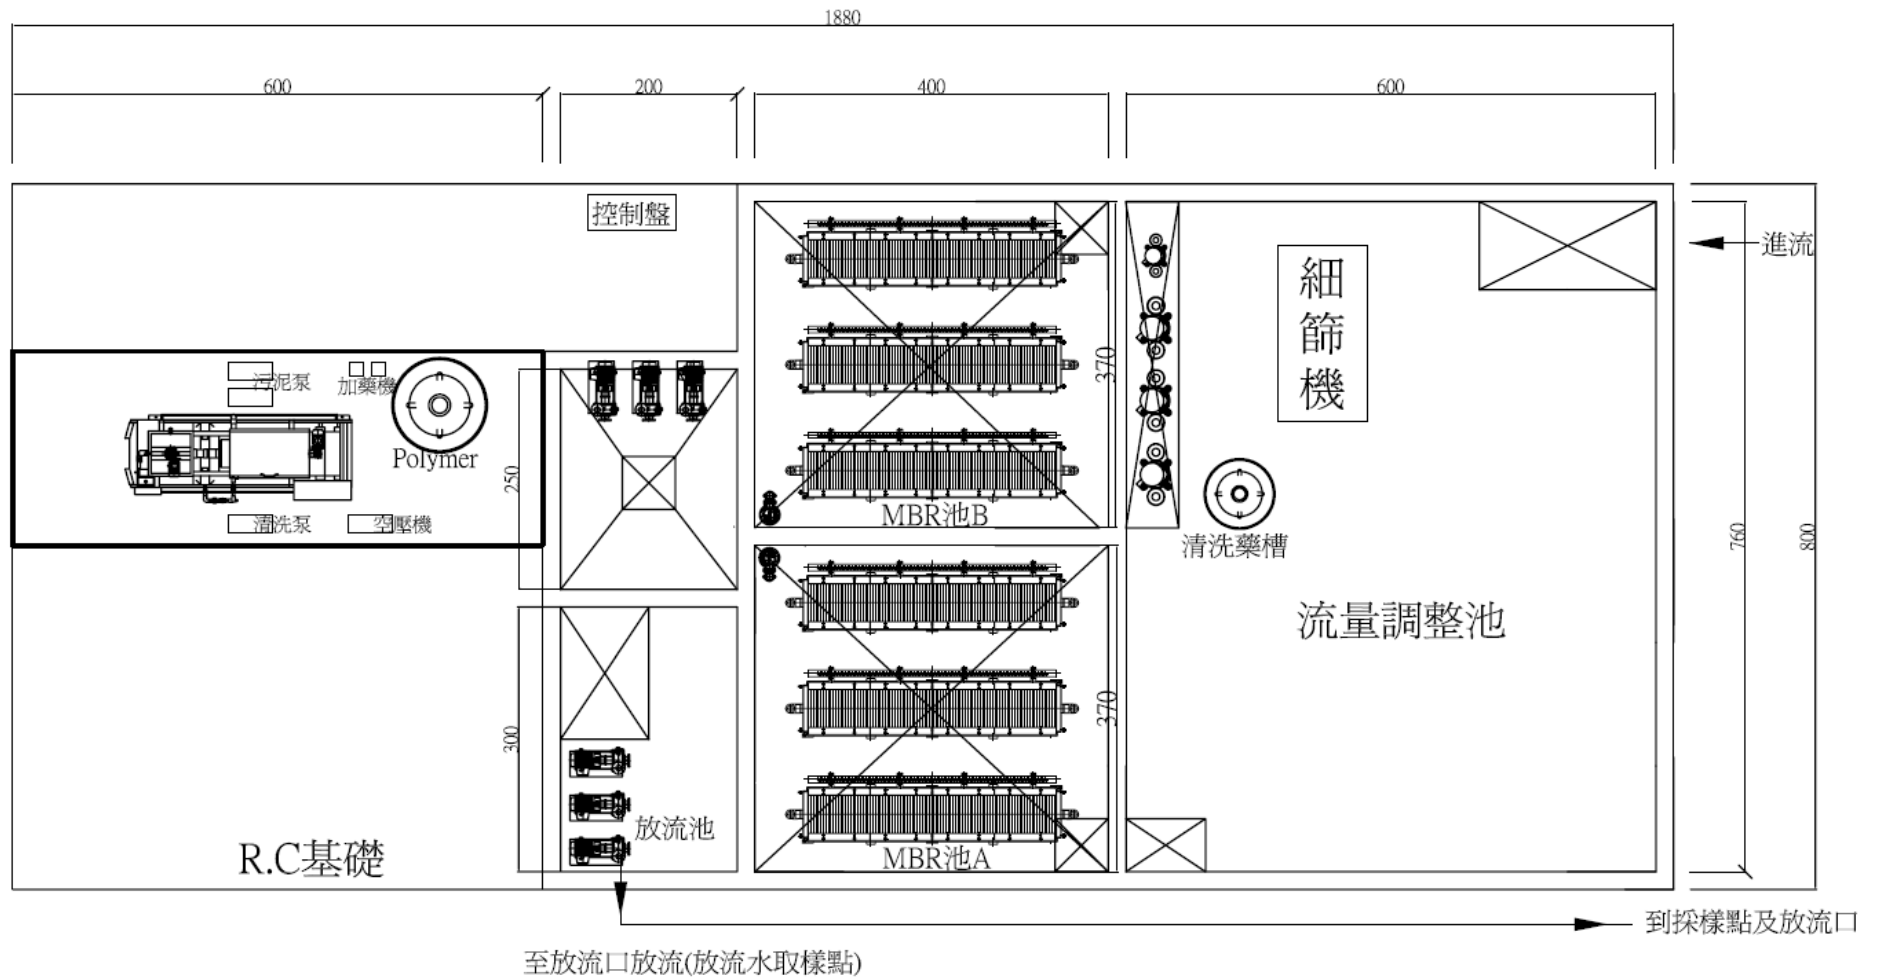 1880
600
200
400
600
控制盤
進流
細篩機
370
污泥泵
加藥機
Polymer
250
清洗泵
空壓機
MBR池B
清洗藥槽
760
800
流量調整池
370
300
放流池
R.C基礎
MBR池A
到採樣點及放流口
至放流口放流(放流水取樣點)